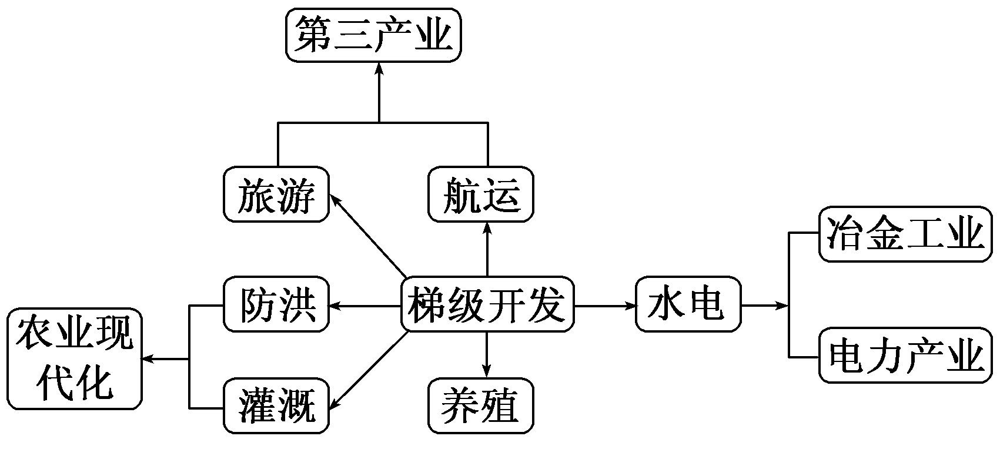 第三产业
旅游
航运
冶金工业
防洪
梯级开发
水电
农业现
代化
电力产业
灌溉
养殖